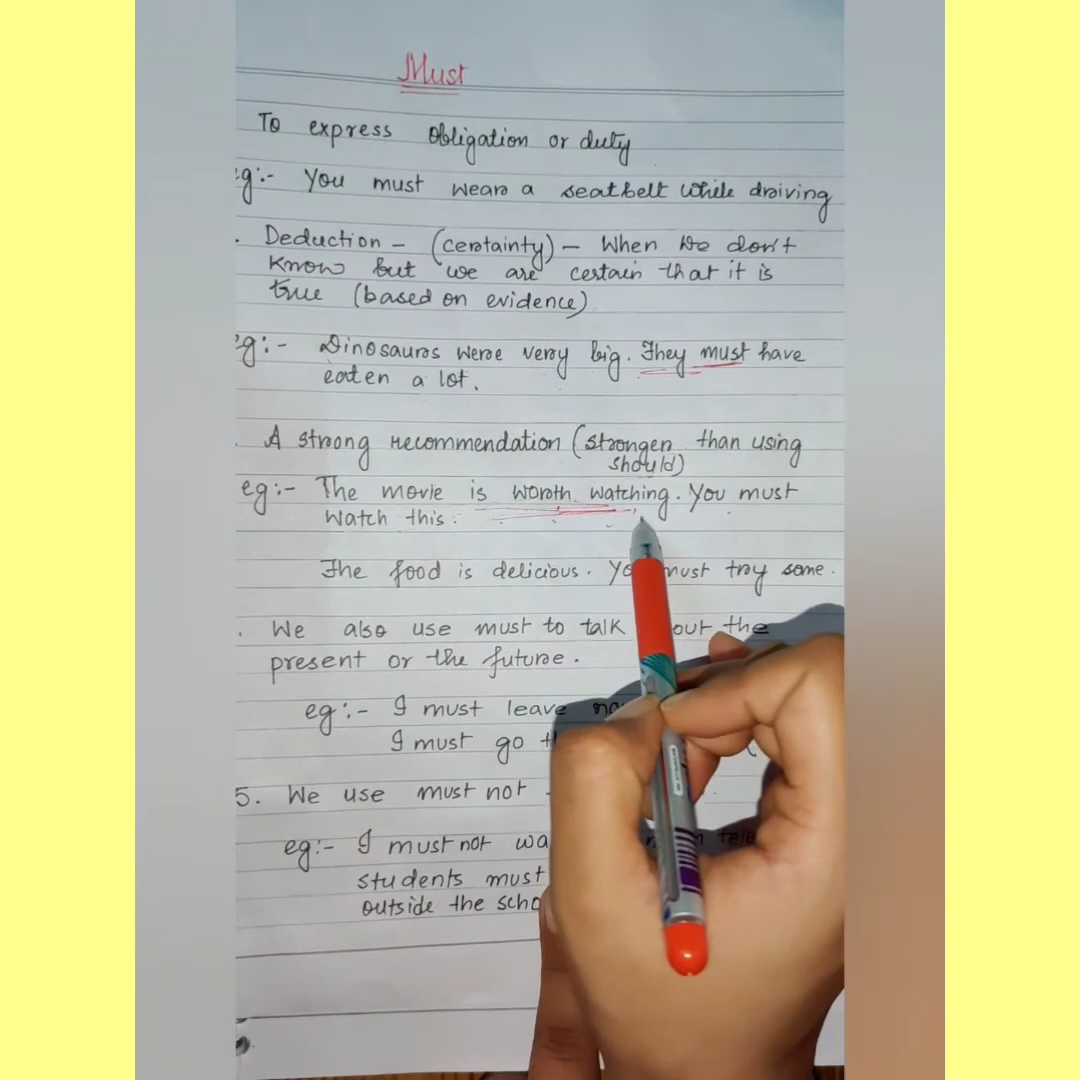 Must
To express obligation or duty
eg:- You must wear a seatbelt while driving
. Deduction - (certainty) - When we don't
know but we are certain that it is
true (based on evidence)
eg:- Dinosaurs were very big. They must have
eaten a lot.
. A strong recommendation (stronger than using
should)
eg:- The movie is worth watching. You must
watch this.
The food is delicious. must try some.
. We also use must to talk the
present or the future.
eg:- I must leave
I must go
5. We use must not
eg:- I must not
students must
outside the